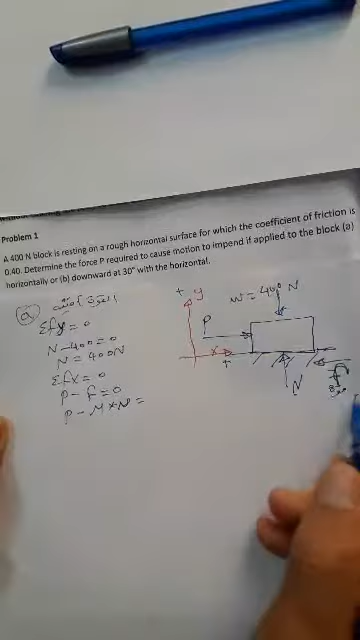 Problem 1
A 400 N block is resting on a rough horizontal surface for which the coefficient of friction is
0.40. Determine the force P required to cause motion to impend if applied to the block (a)
horizontally or (b) downward at 30° with the horizontal.
a
Σfy = 0
N - 400 = 0
N = 400N
Σfx = 0
P - f = 0
P - M × N =
+ y
w = 400 N
P
x +
N
f